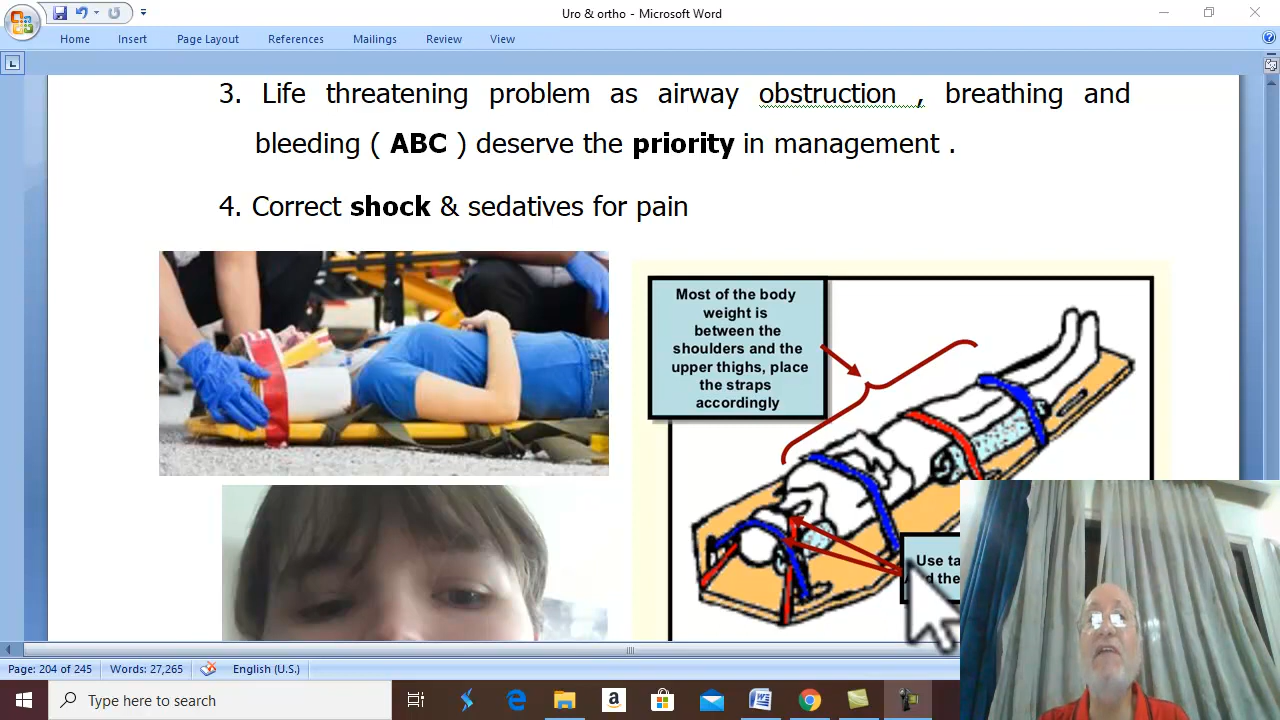 Uro & ortho - Microsoft Word
Home Insert Page Layout References Mailings Review View
3. Life threatening problem as airway obstruction , breathing and
bleeding ( ABC ) deserve the priority in management .
4. Correct shock & sedatives for pain
Most of the body
weight is
between the
shoulders and the
upper thighs, place
the straps
accordingly
Use ta
the
Page: 204 of 245 Words: 27,265 English (U.S.)
Type here to search